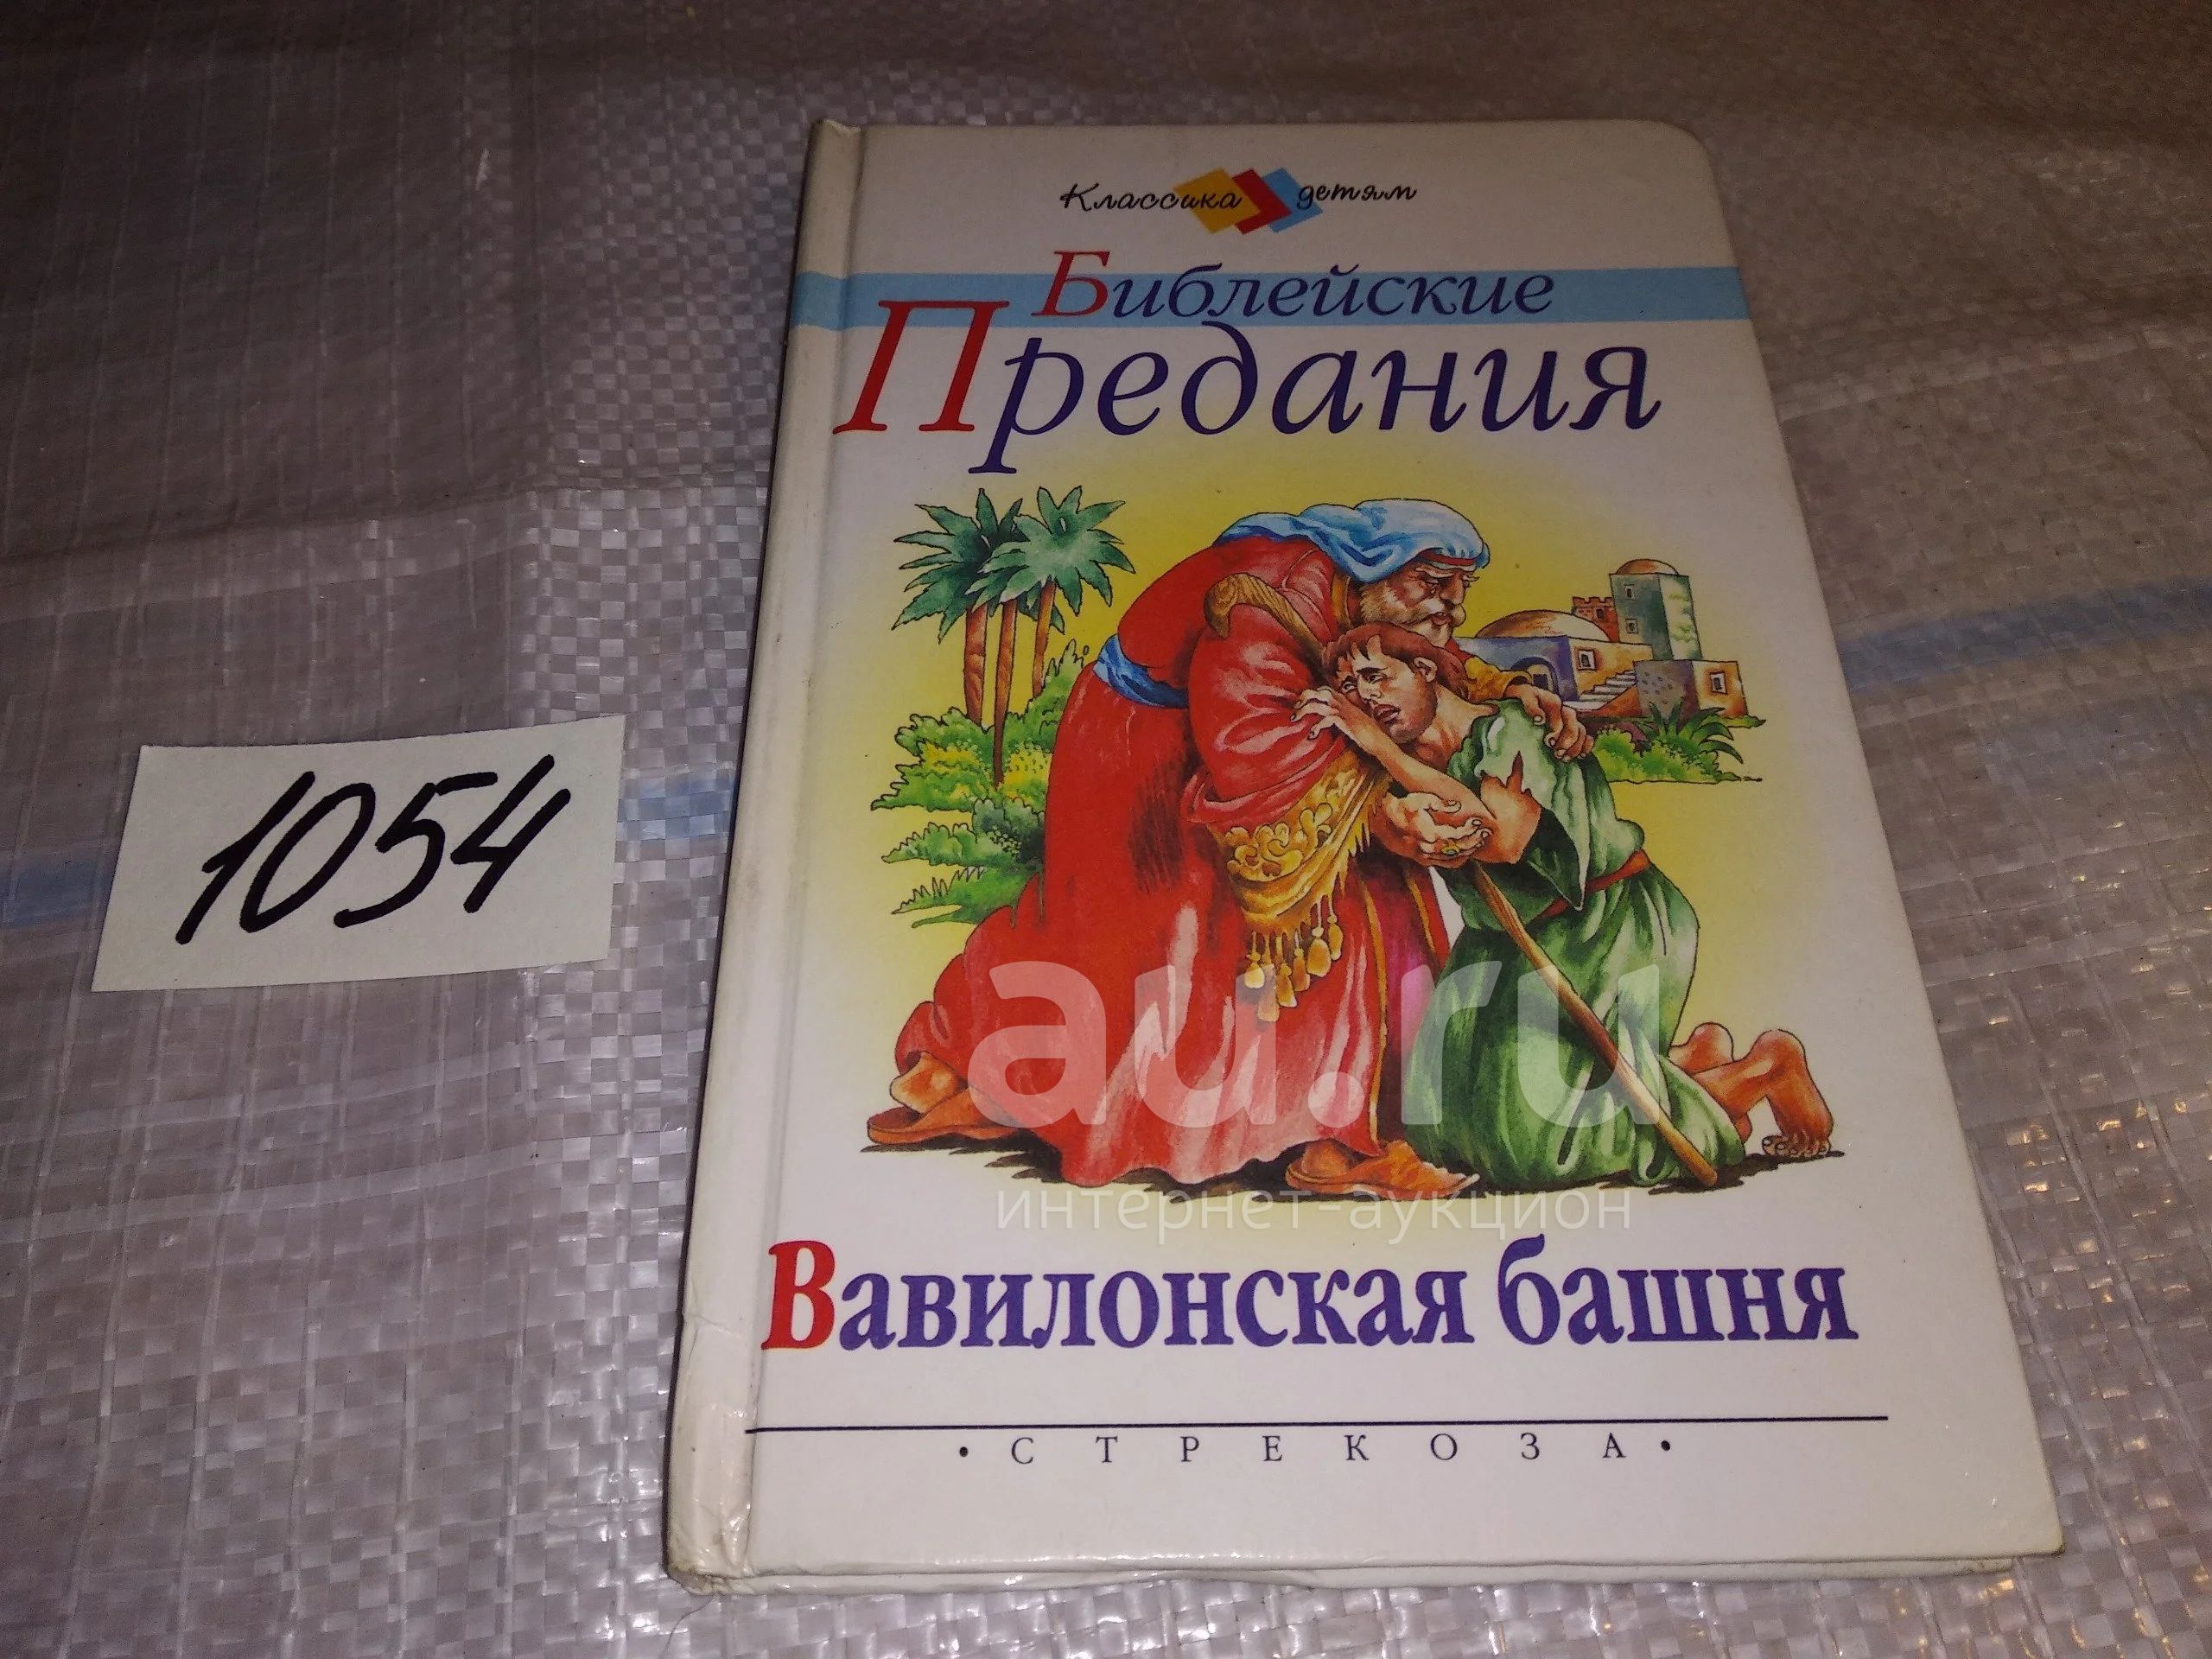 Классика детям
Библейские
Предания
1054
au.ru
интернет-аукцион
Вавилонская башня
• СТРЕКОЗА •